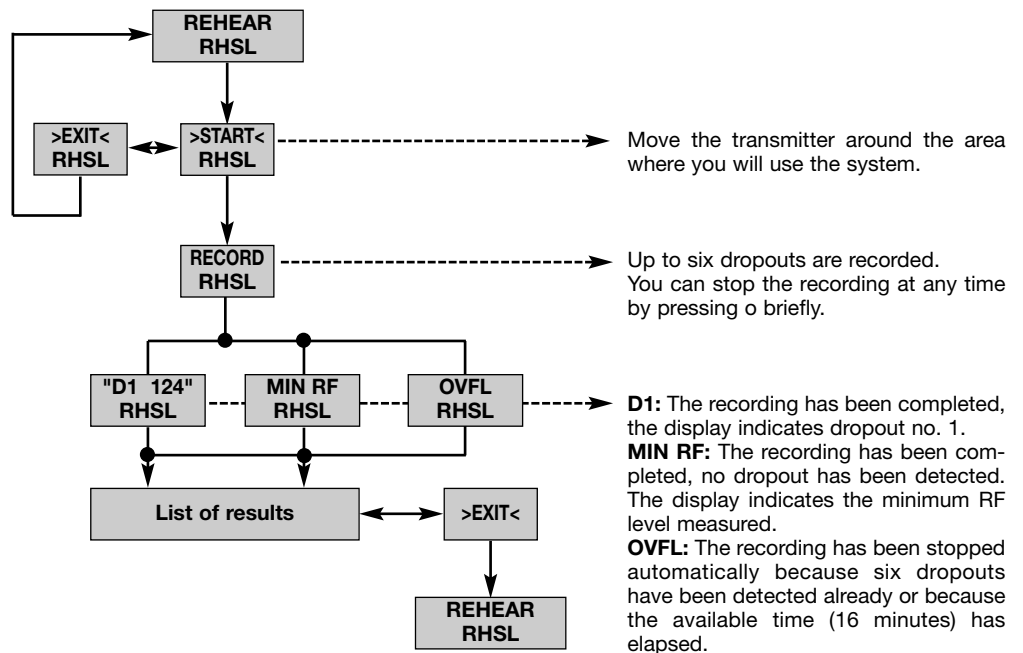 REHEAR
RHSL
>EXIT<
RHSL
>START<
RHSL
Move the transmitter around the area
where you will use the system.
RECORD
RHSL
Up to six dropouts are recorded.
You can stop the recording at any time
by pressing o briefly.
"D1 124"
RHSL
MIN RF
RHSL
OVFL
RHSL
D1: The recording has been completed,
the display indicates dropout no. 1.
MIN RF: The recording has been com-
pleted, no dropout has been detected.
The display indicates the minimum RF
level measured.
OVFL: The recording has been stopped
automatically because six dropouts
have been detected already or because
the available time (16 minutes) has
elapsed.
List of results
>EXIT<
REHEAR
RHSL